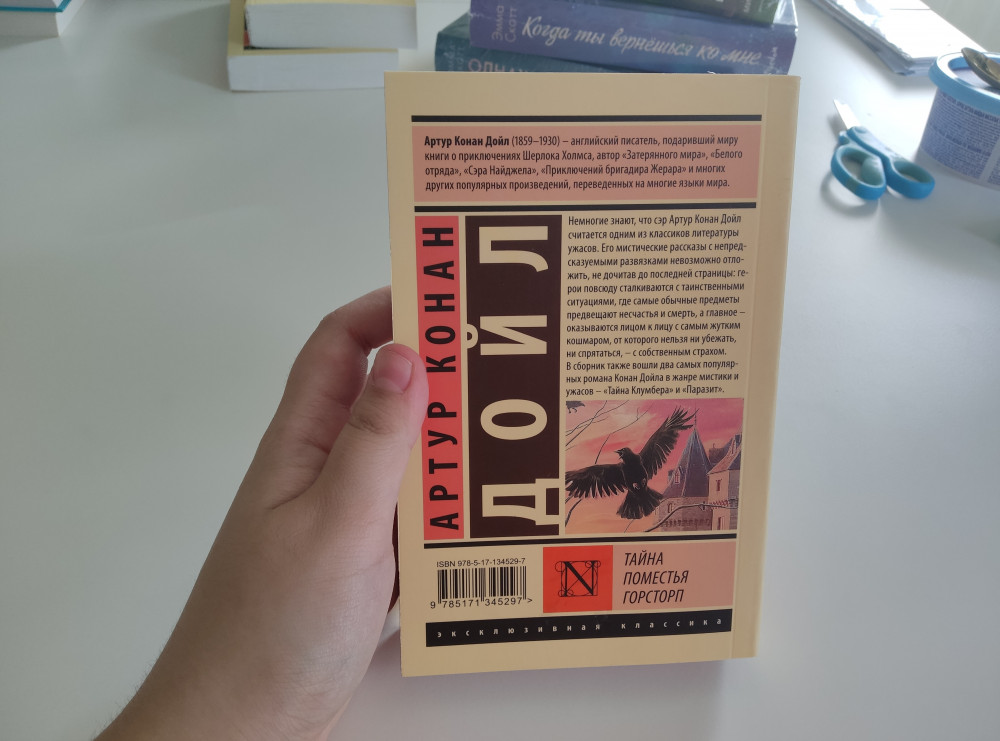 Эмма Скотт
Когда ты вернёшься ко мне
Артур Конан Дойл (1859–1930) – английский писатель, подаривший миру
книги о приключениях Шерлока Холмса, автор «Затерянного мира», «Белого
отряда», «Сэра Найджела», «Приключений бригадира Жерара» и многих
других популярных произведений, переведенных на многие языки мира.
АРТУР КОНАН
ДОЙЛ
Немногие знают, что сэр Артур Конан Дойл
считается одним из классиков литературы
ужасов. Его мистические рассказы с непред-
сказуемыми развязками невозможно отло-
жить, не дочитав до последней страницы: ге-
рои повсюду сталкиваются с таинственными
ситуациями, где самые обычные предметы
предвещают несчастья и смерть, а главное –
оказываются лицом к лицу с самым жутким
кошмаром, от которого нельзя ни убежать,
ни спрятаться, – с собственным страхом.
В сборник также вошли два самых популяр-
ных романа Конан Дойла в жанре мистики и
ужасов – «Тайна Клумбера» и «Паразит».
ISBN 978-5-17-134529-7
9 785171 345297 >
N
ТАЙНА
ПОМЕСТЬЯ
ГОРСТОРП
эксклюзивная классика